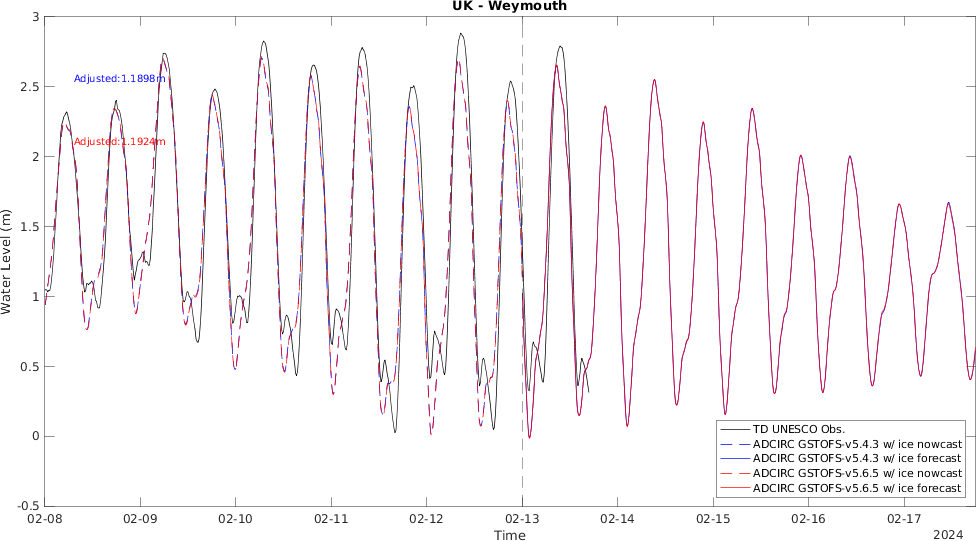 UK - Weymouth
3
2.5
2
1.5
1
0.5
0
-0.5
Water Level (m)
Adjusted:1.1898m
Adjusted:1.1924m
TD UNESCO Obs.
ADCIRC GSTOFS-v5.4.3 w/ ice nowcast
ADCIRC GSTOFS-v5.4.3 w/ ice forecast
ADCIRC GSTOFS-v5.6.5 w/ ice nowcast
ADCIRC GSTOFS-v5.6.5 w/ ice forecast
02-08 02-09 02-10 02-11 02-12 02-13 02-14 02-15 02-16 02-17
Time
2024